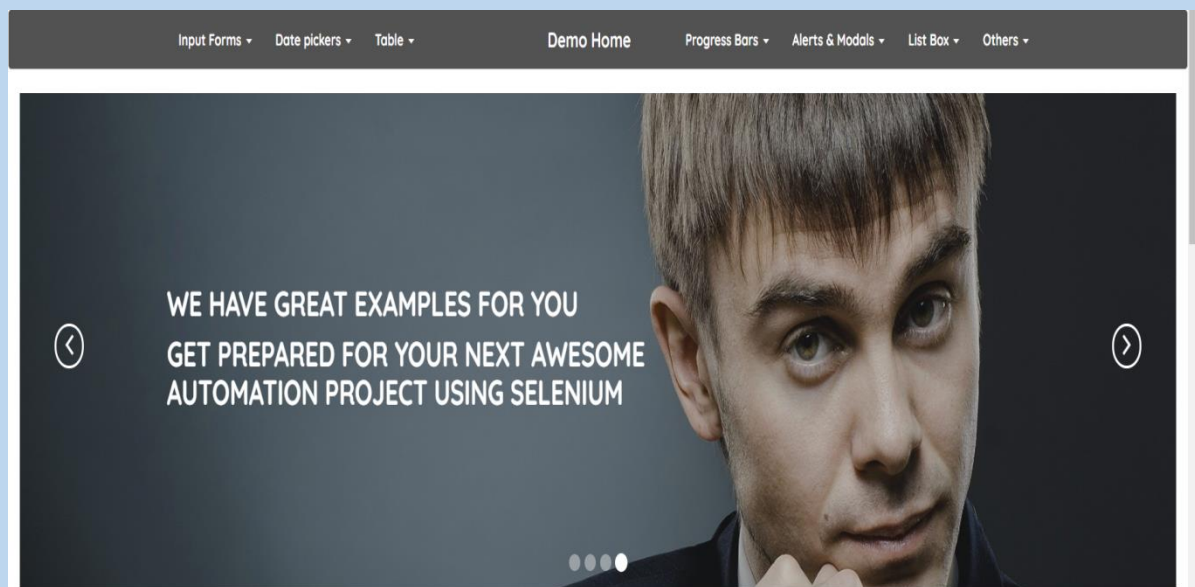 Input Forms Date pickers Table Demo Home Progress Bars Alerts & Modals List Box Others
WE HAVE GREAT EXAMPLES FOR YOU
GET PREPARED FOR YOUR NEXT AWESOME
AUTOMATION PROJECT USING SELENIUM